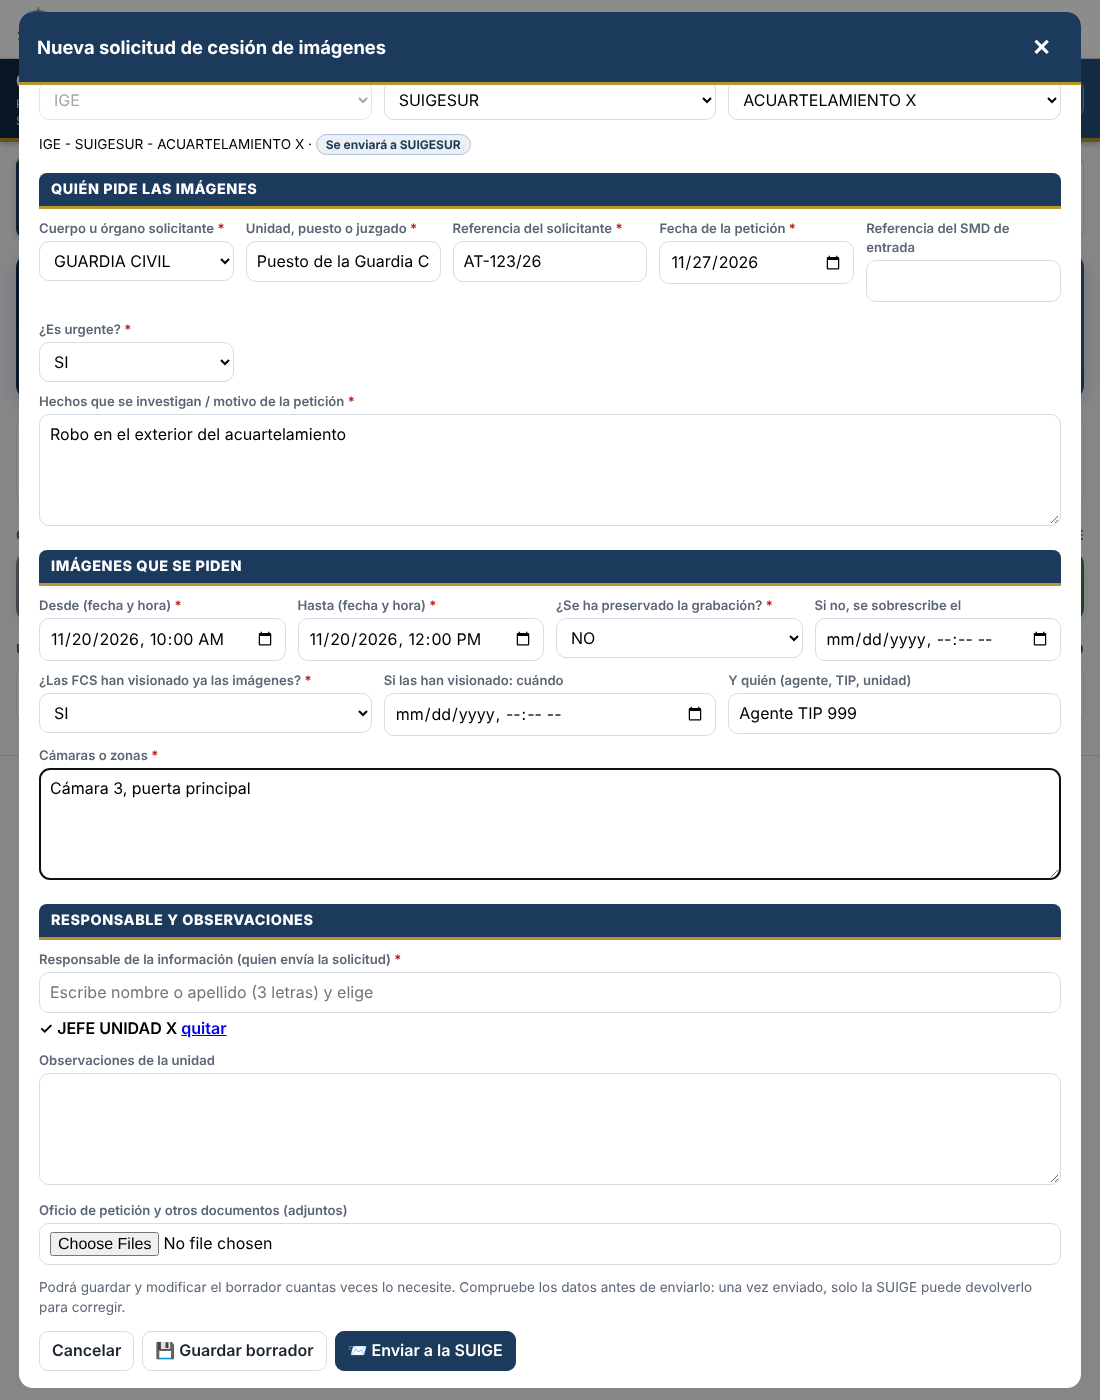 Nueva solicitud de cesión de imágenes ✕
IGE SUIGESUR ACUARTELAMIENTO X
IGE - SUIGESUR - ACUARTELAMIENTO X · Se enviará a SUIGESUR
QUIÉN PIDE LAS IMÁGENES
Cuerpo u órgano solicitante * Unidad, puesto o juzgado * Referencia del solicitante * Fecha de la petición * Referencia del SMD de
entrada
GUARDIA CIVIL Puesto de la Guardia C AT-123/26 11/27/2026
¿Es urgente? *
SI
Hechos que se investigan / motivo de la petición *
Robo en el exterior del acuartelamiento
IMÁGENES QUE SE PIDEN
Desde (fecha y hora) * Hasta (fecha y hora) * ¿Se ha preservado la grabación? * Si no, se sobrescribe el
11/20/2026, 10:00 AM 11/20/2026, 12:00 PM NO mm/dd/yyyy, --:-- --
¿Las FCS han visionado ya las imágenes? * Si las han visionado: cuándo Y quién (agente, TIP, unidad)
SI mm/dd/yyyy, --:-- -- Agente TIP 999
Cámaras o zonas *
Cámara 3, puerta principal
RESPONSABLE Y OBSERVACIONES
Responsable de la información (quien envía la solicitud) *
Escribe nombre o apellido (3 letras) y elige
✓ JEFE UNIDAD X quitar
Observaciones de la unidad
Oficio de petición y otros documentos (adjuntos)
Choose Files No file chosen
Podrá guardar y modificar el borrador cuantas veces lo necesite. Compruebe los datos antes de enviarlo: una vez enviado, solo la SUIGE puede devolverlo
para corregir.
Cancelar 💾 Guardar borrador 📨 Enviar a la SUIGE